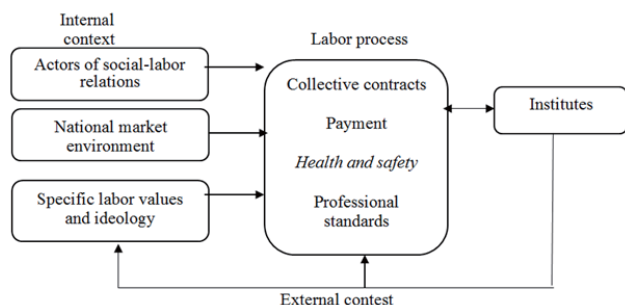 Internal
context
Labor process
Actors of social-labor
relations
Collective contracts
Institutes
National market
environment
Payment
Health and safety
Specific labor values
and ideology
Professional
standards
External contest